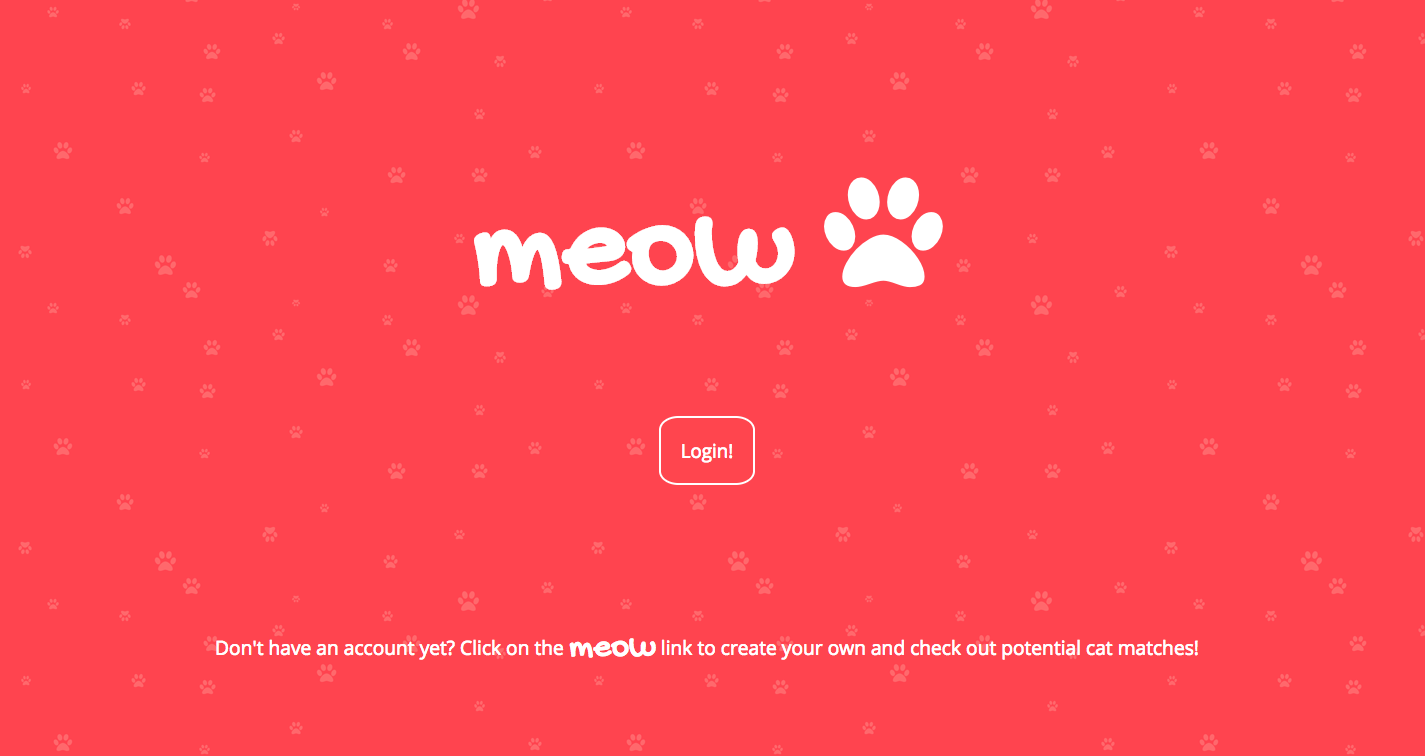 meow
Login!
Don't have an account yet? Click on the meow link to create your own and check out potential cat matches!